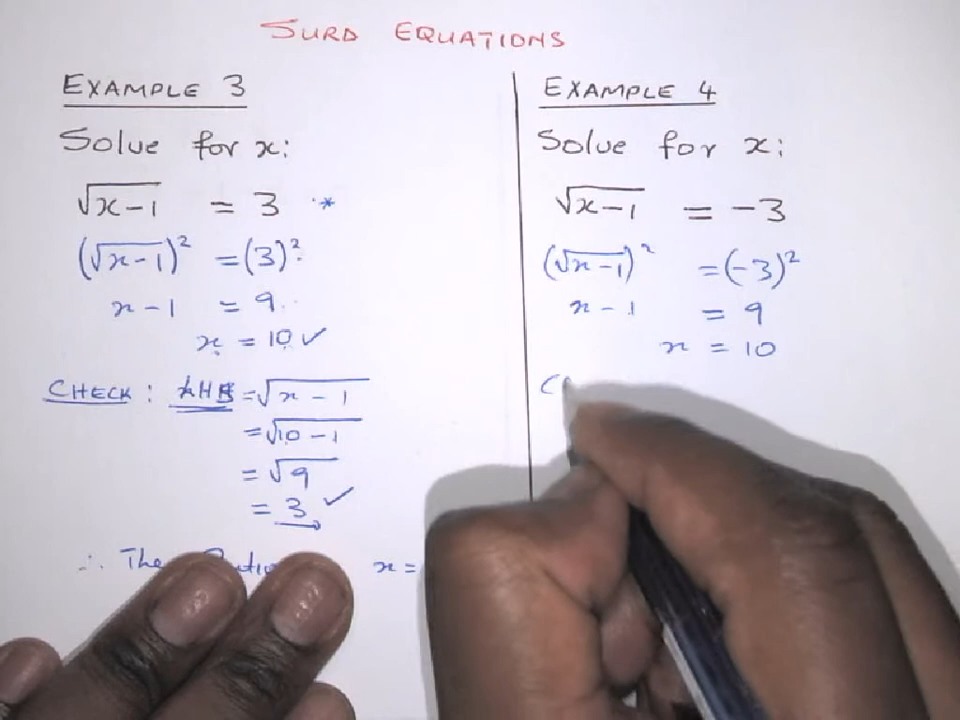 SURD EQUATIONS
EXAMPLE 3
Solve for x:
√x-1 = 3 *
(√x-1)² = (3)²
x-1 = 9
x = 10 ✓
CHECK: LHS = √x-1
= √10-1
= √9
= 3 ✓
∴ The x =
EXAMPLE 4
Solve for x:
√x-1 = -3
(√x-1)² = (-3)²
x-1 = 9
x = 10